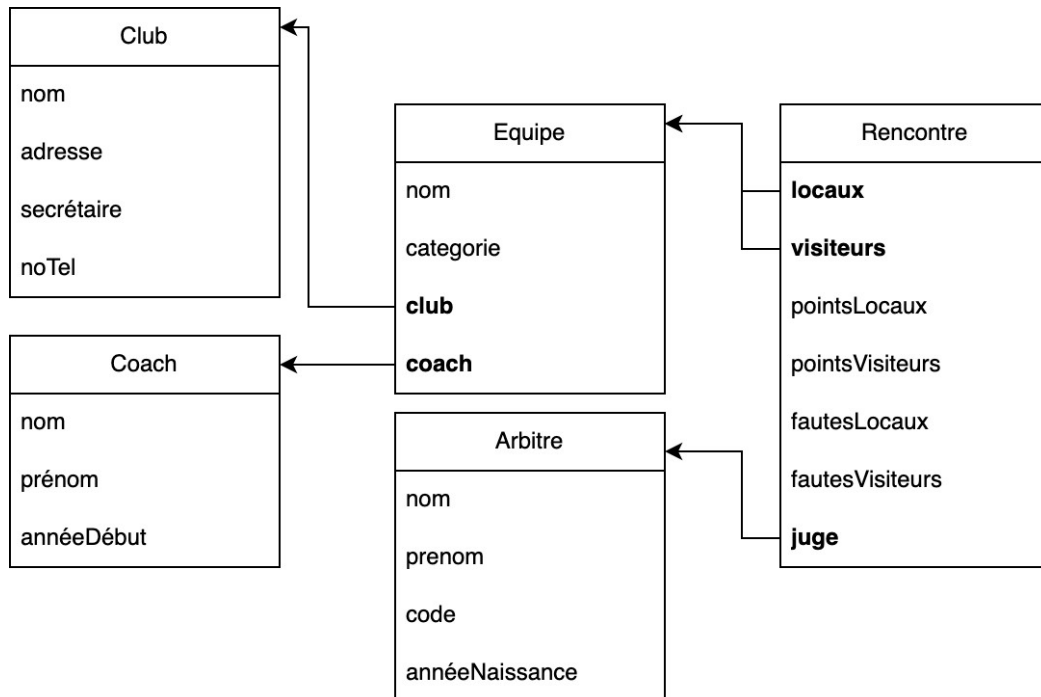 Club
nom
adresse
secrétaire
noTel
Coach
nom
prénom
annéeDébut
Equipe
nom
categorie
club
coach
Arbitre
nom
prenom
code
annéeNaissance
Rencontre
locaux
visiteurs
pointsLocaux
pointsVisiteurs
fautesLocaux
fautesVisiteurs
juge